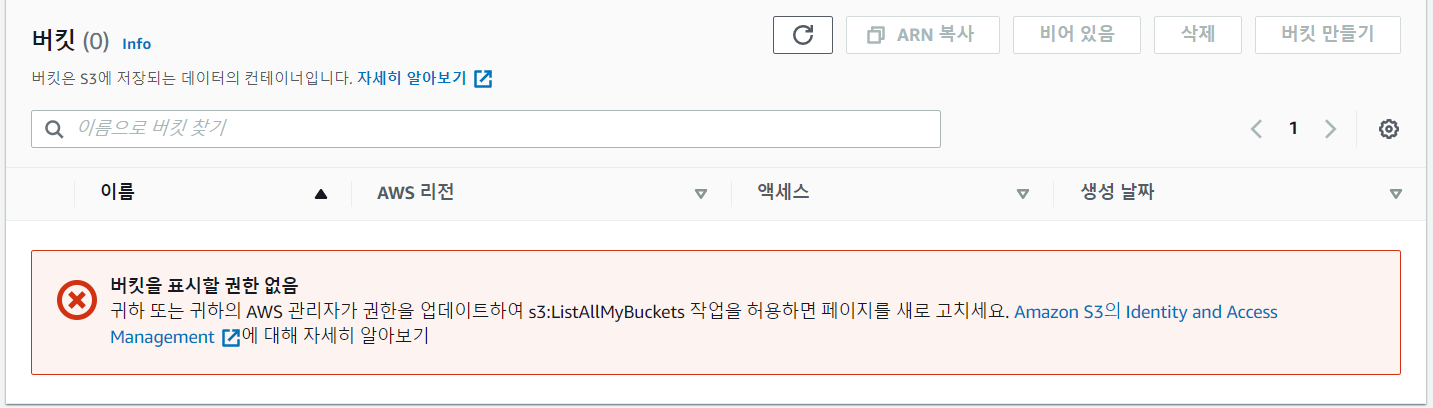 버킷 (0) Info
ARN 복사
비어 있음
삭제
버킷 만들기
버킷은 S3에 저장되는 데이터의 컨테이너입니다. 자세히 알아보기
이름으로 버킷 찾기
1
이름
AWS 리전
액세스
생성 날짜
버킷을 표시할 권한 없음
귀하 또는 귀하의 AWS 관리자가 권한을 업데이트하여 s3:ListAllMyBuckets 작업을 허용하면 페이지를 새로 고치세요. Amazon S3의 Identity and Access
Management 에 대해 자세히 알아보기